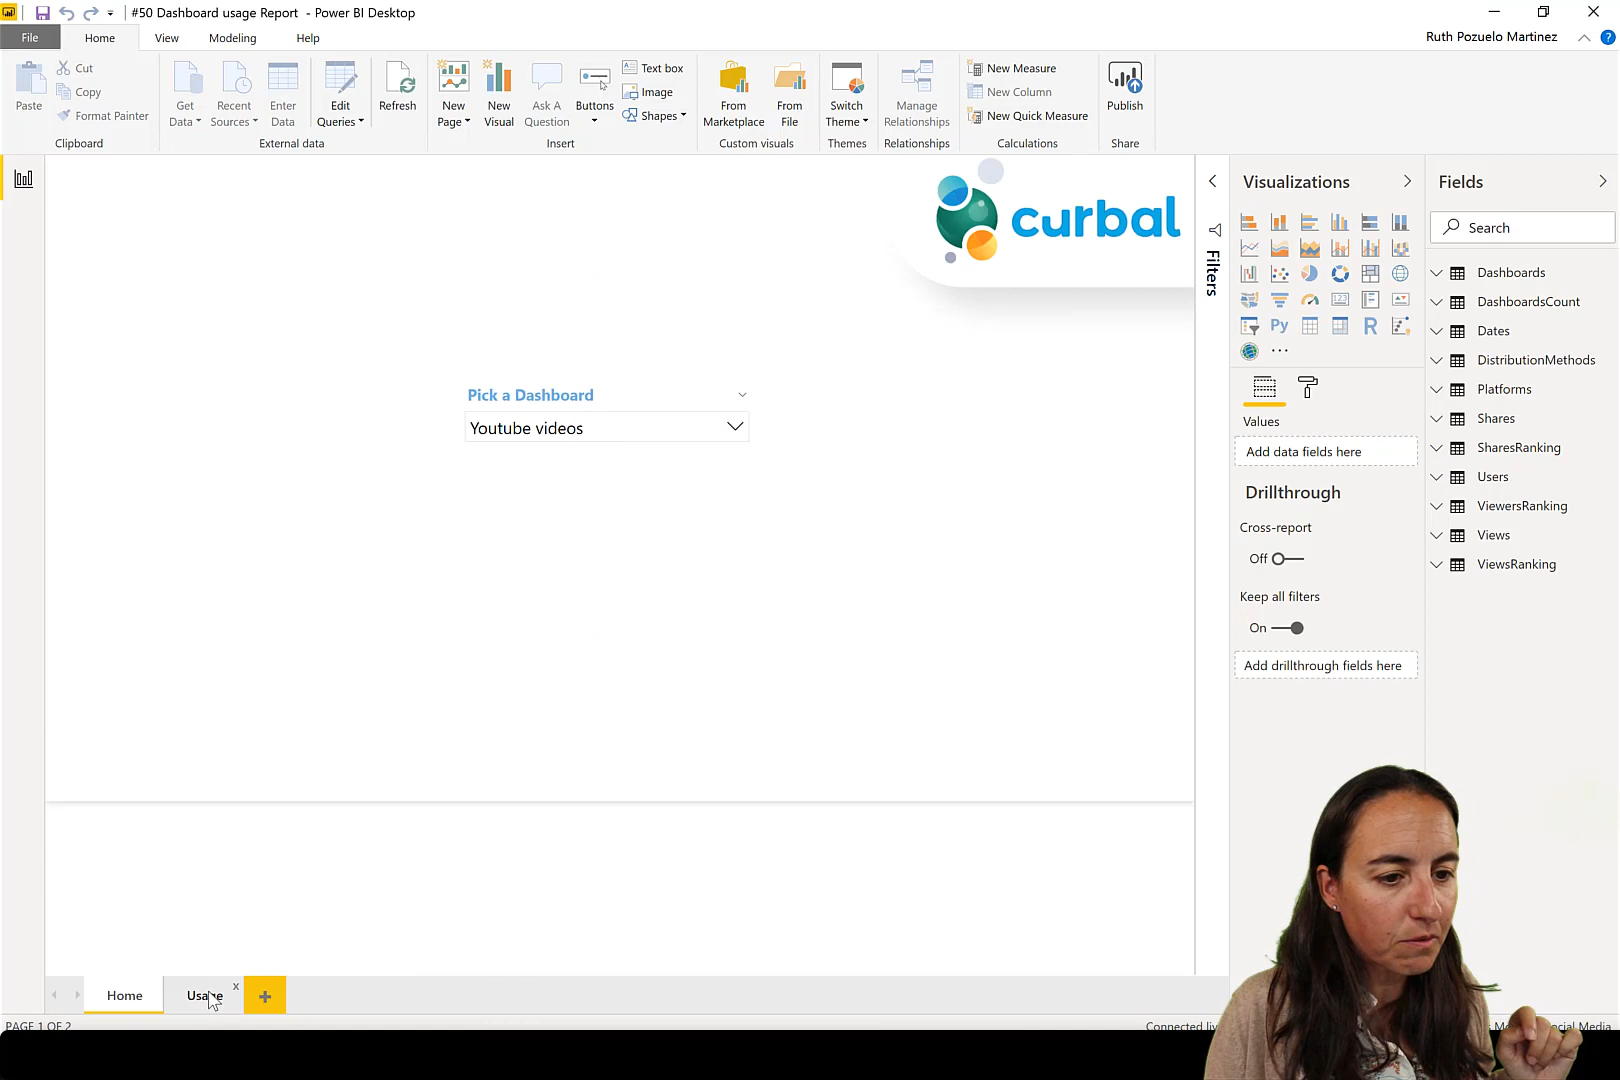 #50 Dashboard usage Report - Power BI Desktop
File Home View Modeling Help
Ruth Pozuelo Martinez
Paste
Cut
Copy
Format Painter
Clipboard
Get Data
Recent Sources
Enter Data
Edit Queries
Refresh
External data
New Page
New Visual
Ask A Question
Buttons
Text box
Image
Shapes
Insert
From Marketplace
From File
Custom visuals
Switch Theme
Themes
Manage Relationships
Relationships
New Measure
New Column
New Quick Measure
Calculations
Publish
Share
curbal
Pick a Dashboard
Youtube videos
Filters
Visualizations
Py
R
Values
Add data fields here
Drillthrough
Cross-report
Off
Keep all filters
On
Add drillthrough fields here
Fields
Search
Dashboards
DashboardsCount
Dates
DistributionMethods
Platforms
Shares
SharesRanking
Users
ViewersRanking
Views
ViewsRanking
Home
Usage
x
PAGE 1 OF 2
Connected
Media